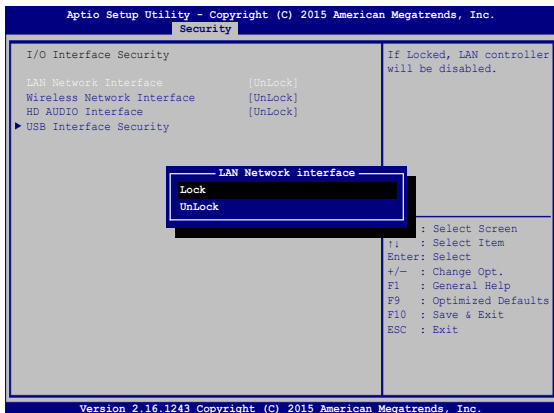 Aptio Setup Utility - Copyright (C) 2015 American Megatrends, Inc.
Security
I/O Interface Security
LAN Network Interface [UnLock]
Wireless Network Interface [UnLock]
HD AUDIO Interface [UnLock]
USB Interface Security
If Locked, LAN controller
will be disabled.
LAN Network interface
Lock
UnLock
: Select Screen
↑↓ : Select Item
Enter: Select
+/— : Change Opt.
F1 : General Help
F9 : Optimized Defaults
F10 : Save & Exit
ESC : Exit
Version 2.16.1243 Copyright (C) 2015 American Megatrends, Inc.